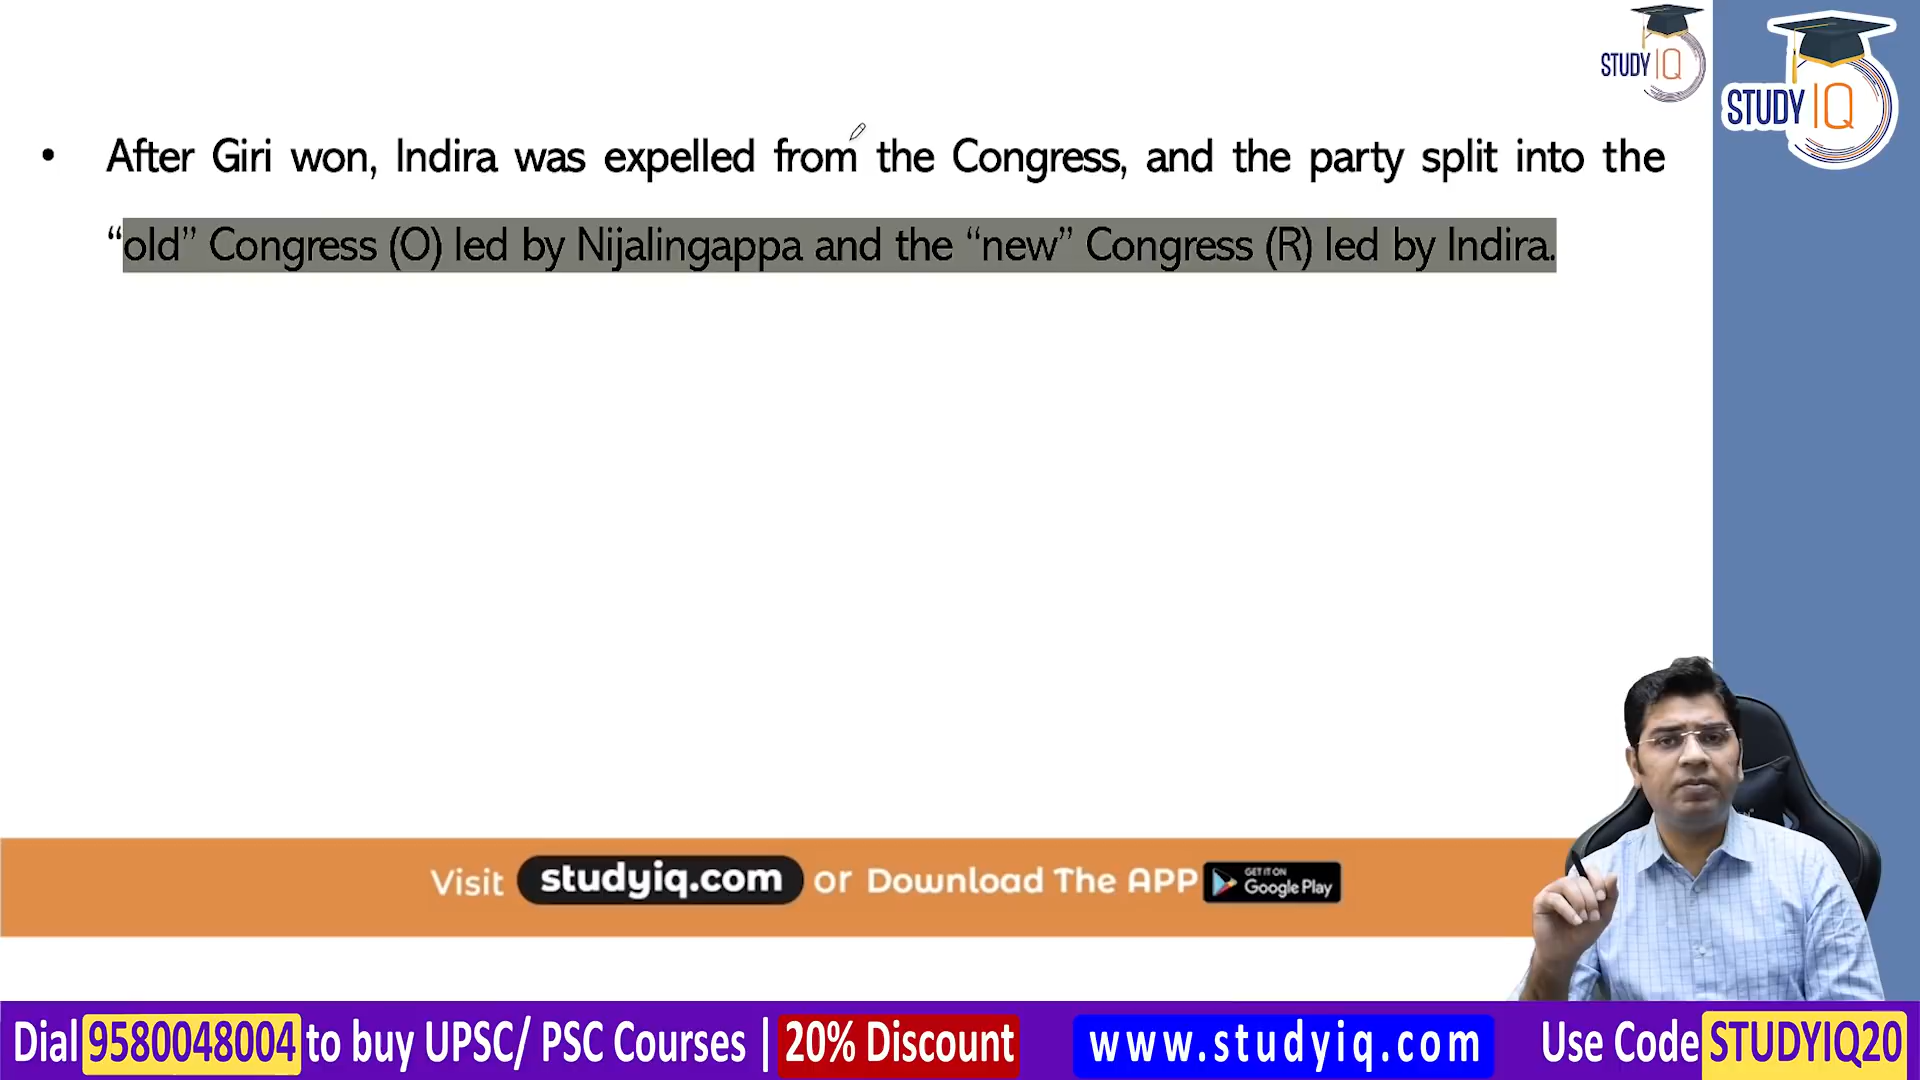 STUDY IQ
STUDY IQ
• After Giri won, Indira was expelled from the Congress, and the party split into the
“old” Congress (O) led by Nijalingappa and the “new” Congress (R) led by Indira.
Visit studyiq.com or Download The APP GET IT ON Google Play
Dial 9580048004 to buy UPSC/ PSC Courses | 20% Discount www.studyiq.com Use Code STUDYIQ20